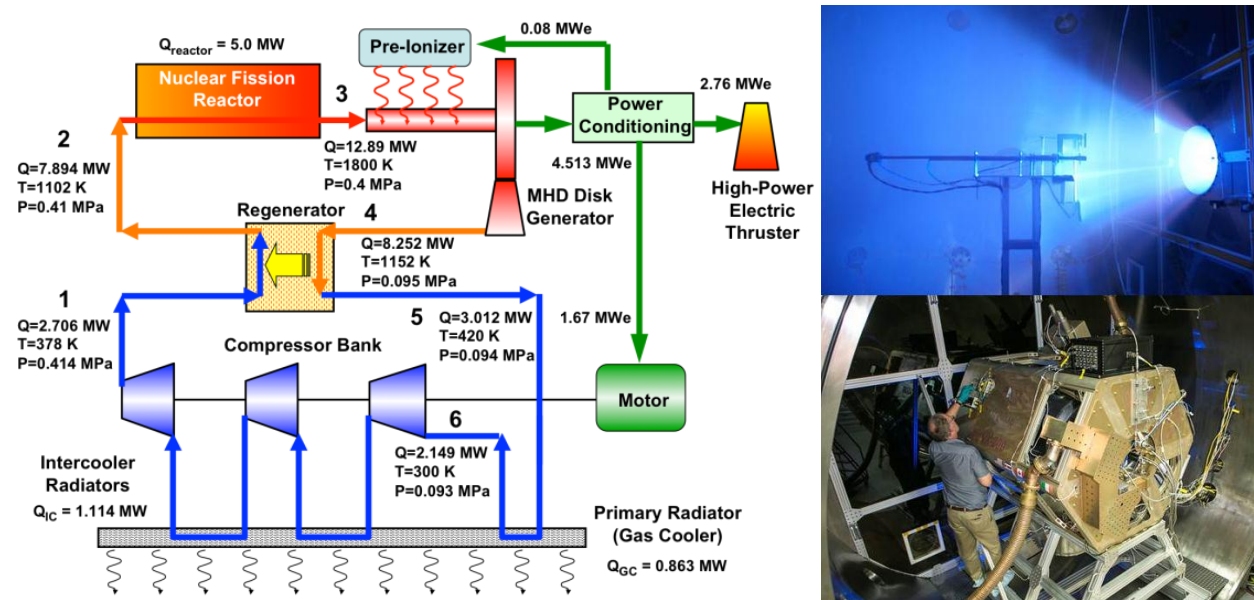 Q_reactor = 5.0 MW
Nuclear Fission
Reactor
Pre-Ionizer
0.08 MWe
2.76 MWe
2
Q=7.894 MW
T=1102 K
P=0.41 MPa
3
Q=12.89 MW
T=1800 K
P=0.4 MPa
Power
Conditioning
4.513 MWe
High-Power
Electric
Thruster
MHD Disk
Generator
Regenerator
4
Q=8.252 MW
T=1152 K
P=0.095 MPa
1
Q=2.706 MW
T=378 K
P=0.414 MPa
5
Q=3.012 MW
T=420 K
P=0.094 MPa
1.67 MWe
Compressor Bank
Motor
6
Q=2.149 MW
T=300 K
P=0.093 MPa
Intercooler
Radiators
Q_IC = 1.114 MW
Primary Radiator
(Gas Cooler)
Q_GC = 0.863 MW